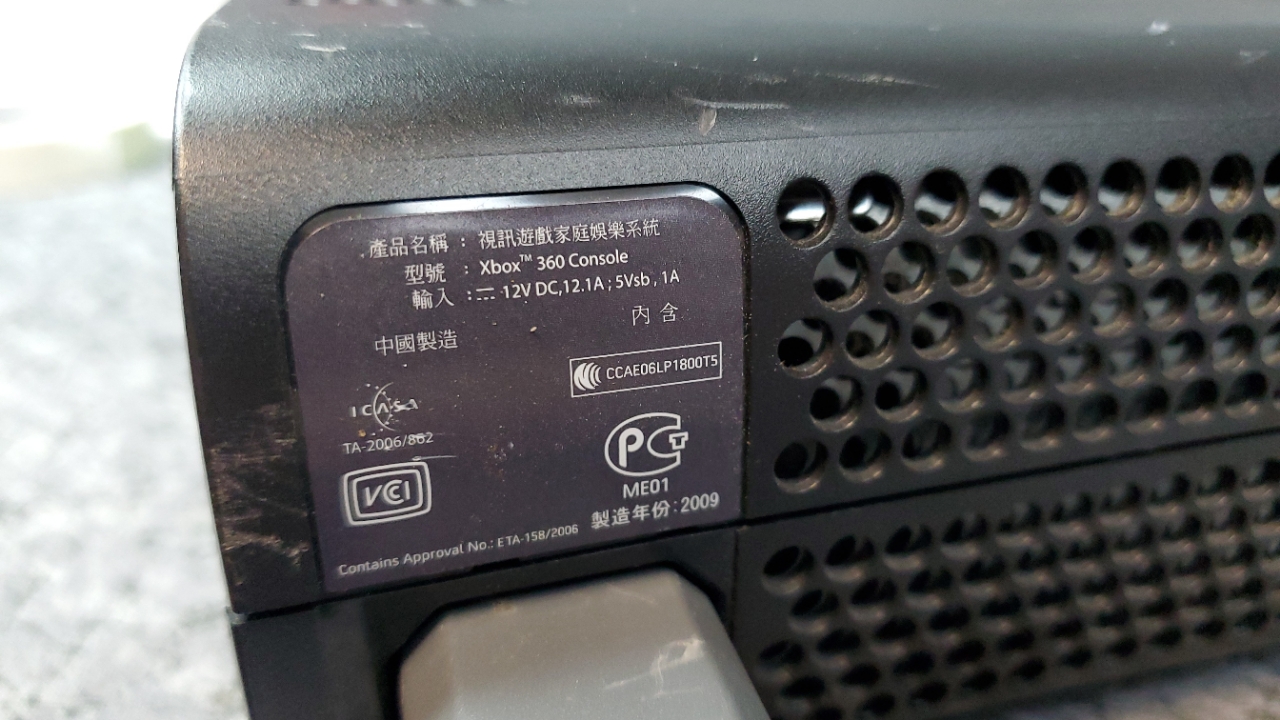 產品名稱 : 視訊遊戲家庭娛樂系統
型號 : Xbox™ 360 Console
輸入 : ⎓ 12V DC,12.1A ; 5Vsb , 1A
中國製造
內 含
CCAE06LP1800T5
ICASA
TA-2006/862
VCCI
PCT
ME01
製造年份:2009
Contains Approval No.: ETA-158/2006